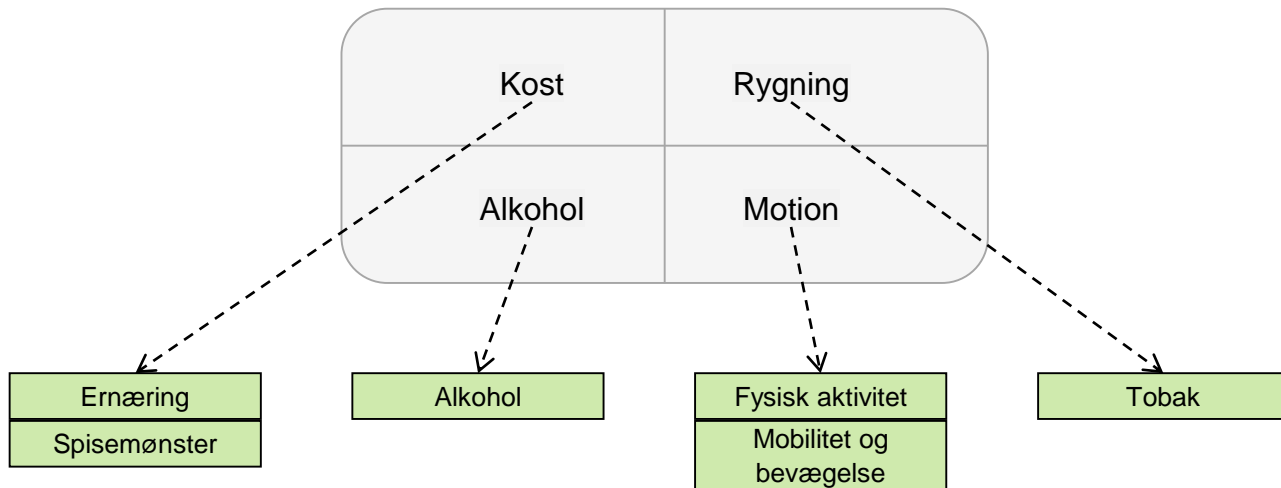 Kost
Rygning
Alkohol
Motion
Ernæring
Spisemønster
Alkohol
Fysisk aktivitet
Mobilitet og
bevægelse
Tobak